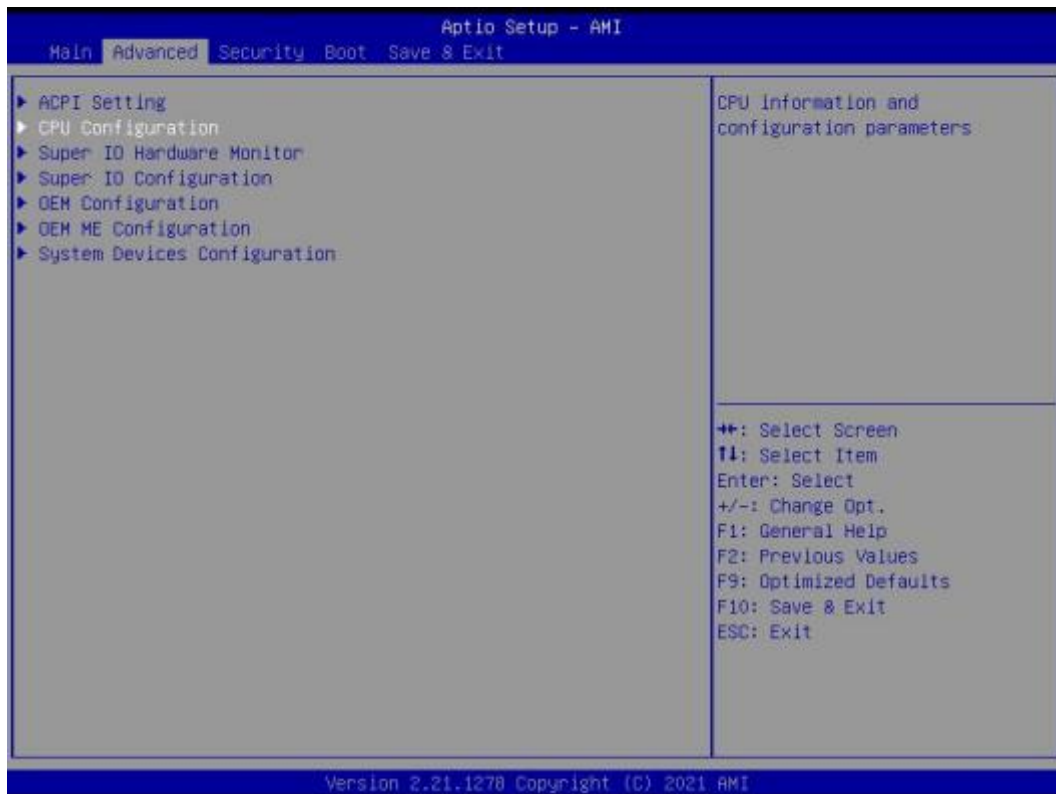 Aptio Setup - AMI
Main Advanced Security Boot Save & Exit
▶ ACPI Setting
▶ CPU Configuration
▶ Super IO Hardware Monitor
▶ Super IO Configuration
▶ OEM Configuration
▶ OEM ME Configuration
▶ System Devices Configuration
CPU information and
configuration parameters
→←: Select Screen
↑↓: Select Item
Enter: Select
+/-: Change Opt.
F1: General Help
F2: Previous Values
F9: Optimized Defaults
F10: Save & Exit
ESC: Exit
Version 2.21.1278 Copyright (C) 2021 AMI